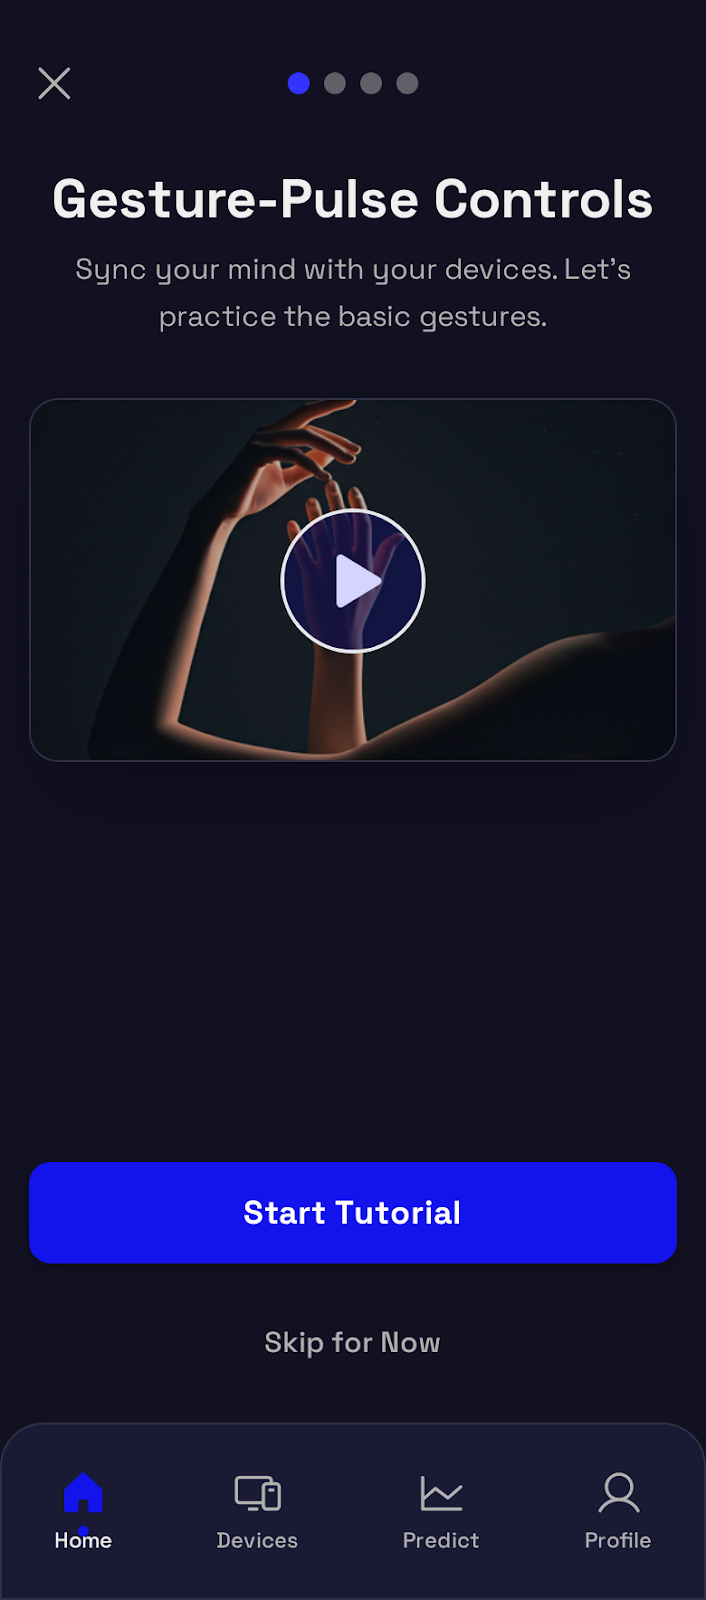 Gesture-Pulse Controls
Sync your mind with your devices. Let's
practice the basic gestures.
Start Tutorial
Skip for Now
Home
Devices
Predict
Profile